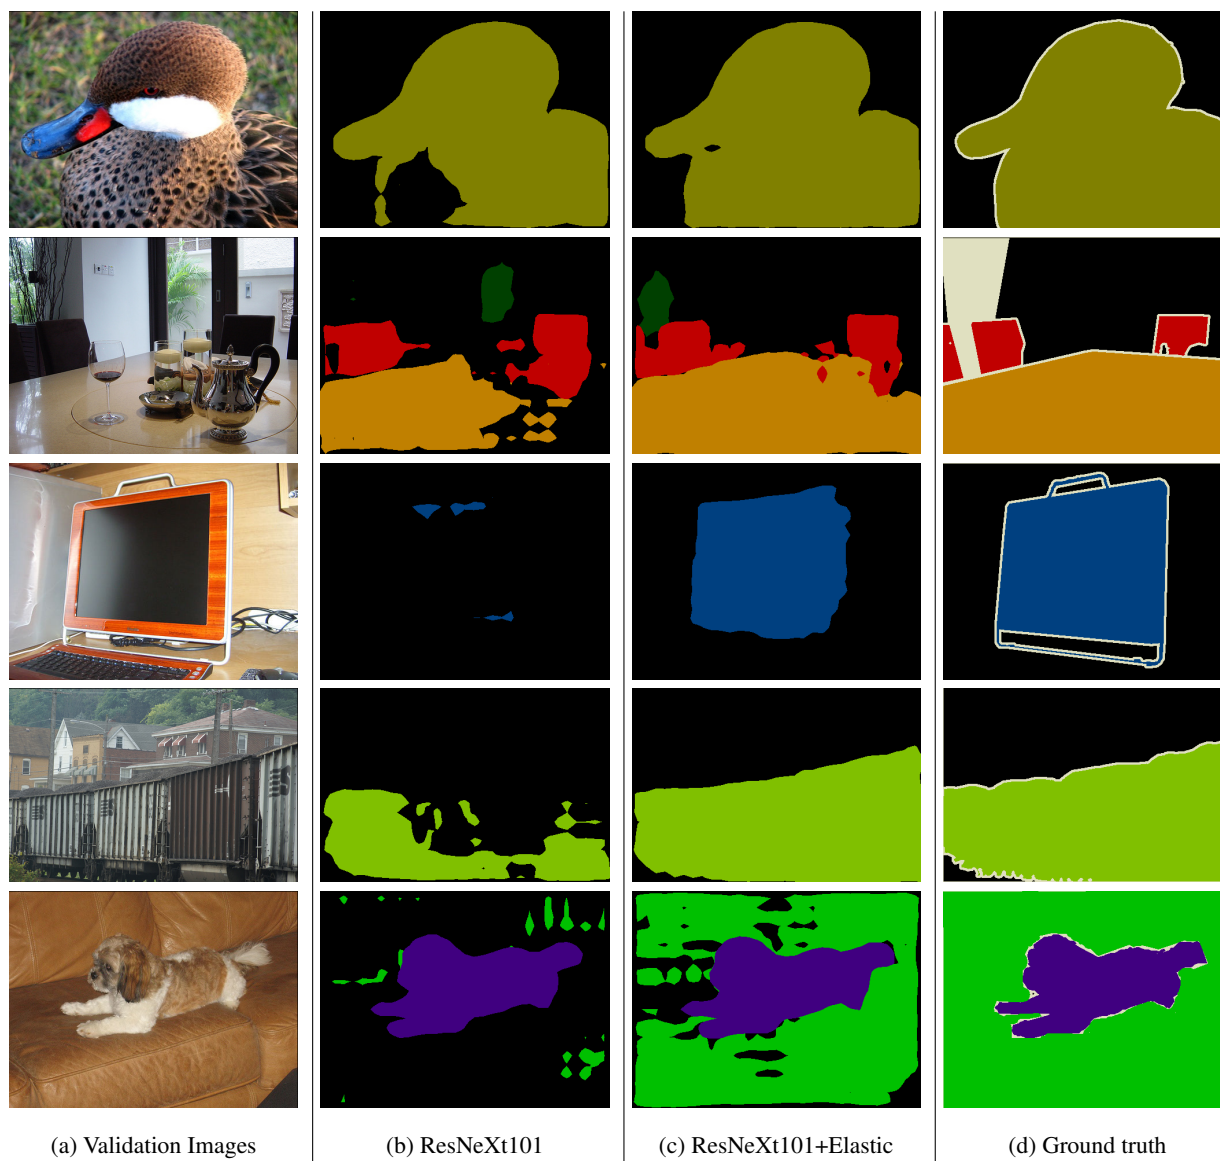 (a) Validation Images
(b) ResNeXt101
(c) ResNeXt101+Elastic
(d) Ground truth